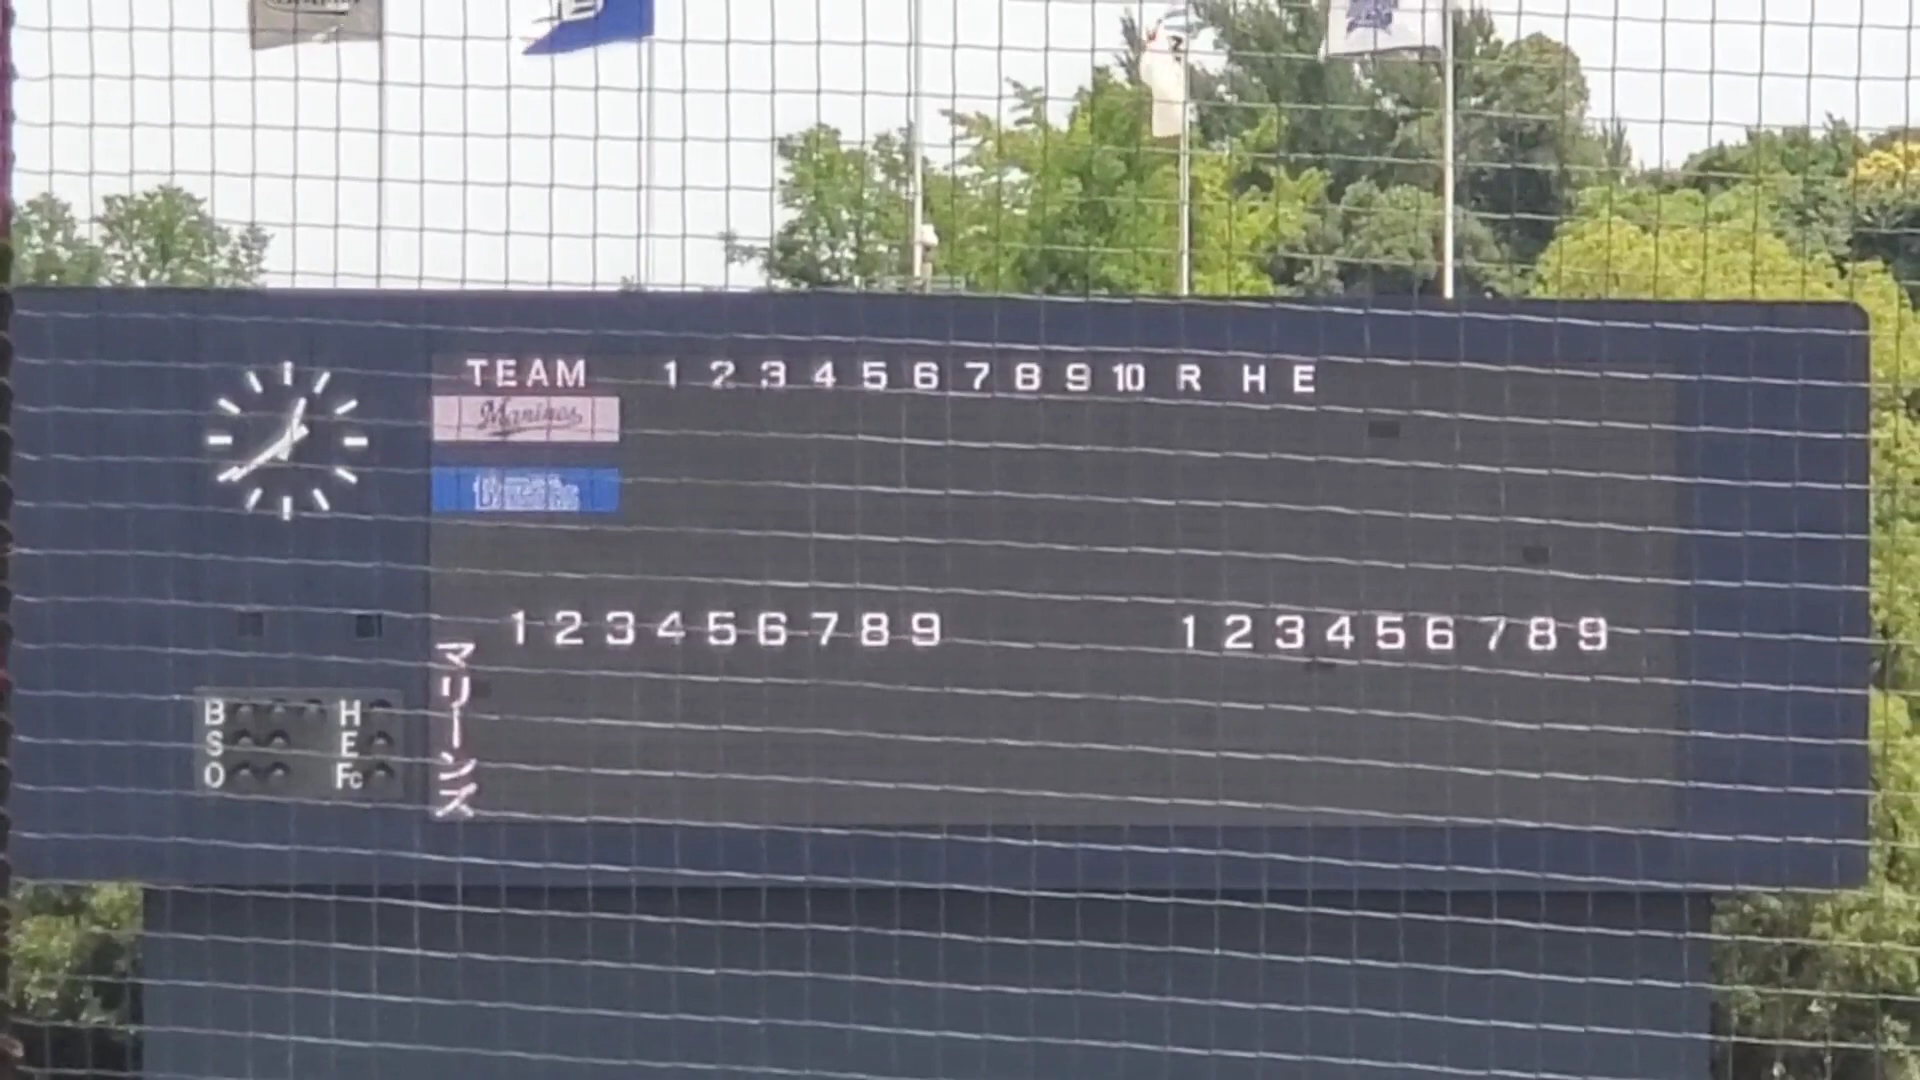 TEAM 1 2 3 4 5 6 7 8 9 10 R H E
Marines
1 2 3 4 5 6 7 8 9
1 2 3 4 5 6 7 8 9
マリーンズ
B H
S E
O Fc